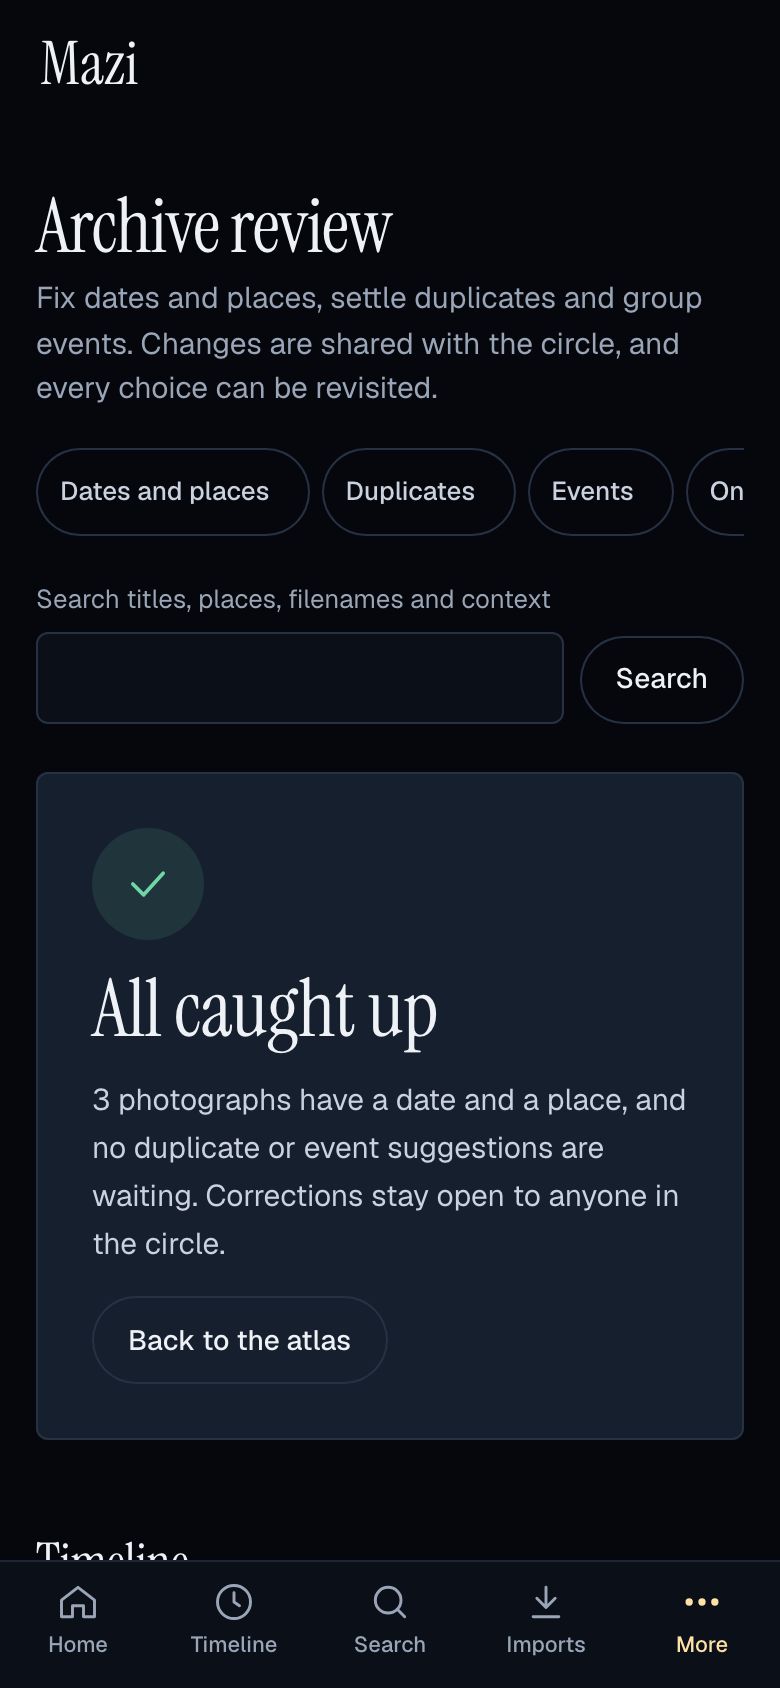 Mazi
Archive review
Fix dates and places, settle duplicates and group
events. Changes are shared with the circle, and
every choice can be revisited.
Dates and places
Duplicates
Events
On
Search titles, places, filenames and context
Search
All caught up
3 photographs have a date and a place, and
no duplicate or event suggestions are
waiting. Corrections stay open to anyone in
the circle.
Back to the atlas
Timeline
Home
Timeline
Search
Imports
More